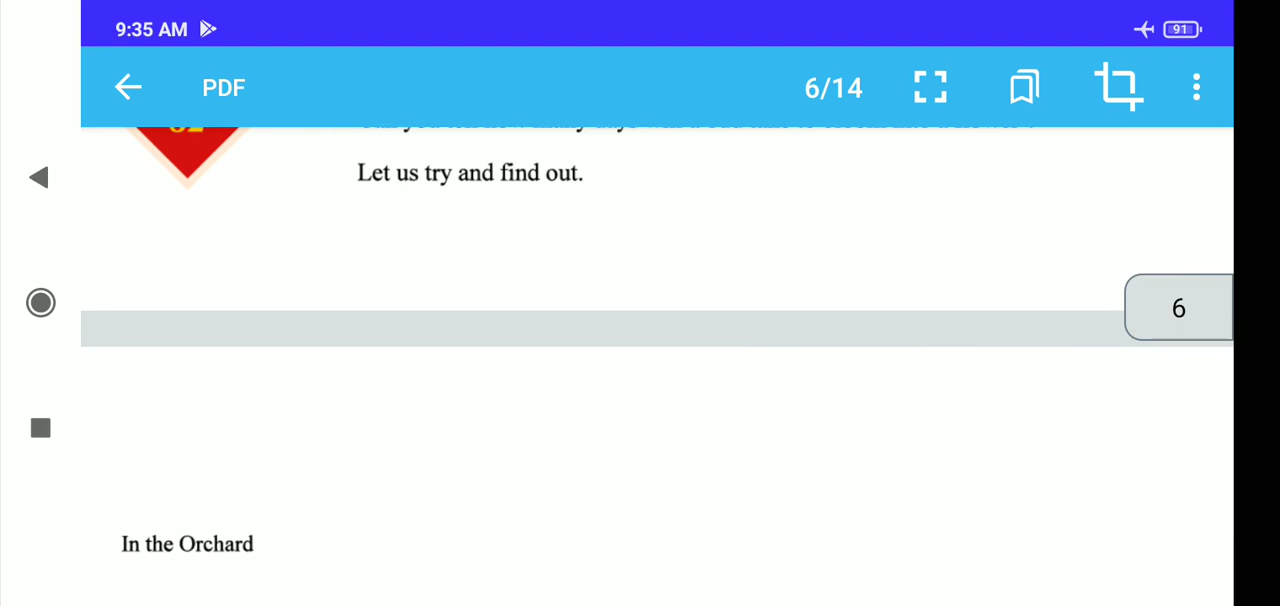 9:35 AM
91
PDF
6/14
Let us try and find out.
6
In the Orchard